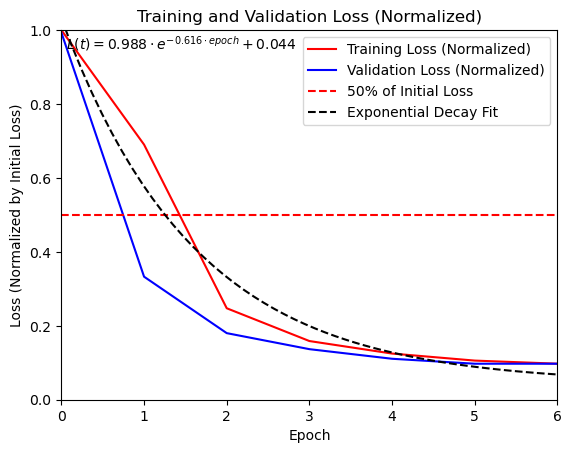 Training and Validation Loss (Normalized)
L(t) = 0.988 · e^{−0.616 · epoch} + 0.044
Training Loss (Normalized)
Validation Loss (Normalized)
50% of Initial Loss
Exponential Decay Fit
Loss (Normalized by Initial Loss)
1.0
0.8
0.6
0.4
0.2
0.0
0 1 2 3 4 5 6
Epoch